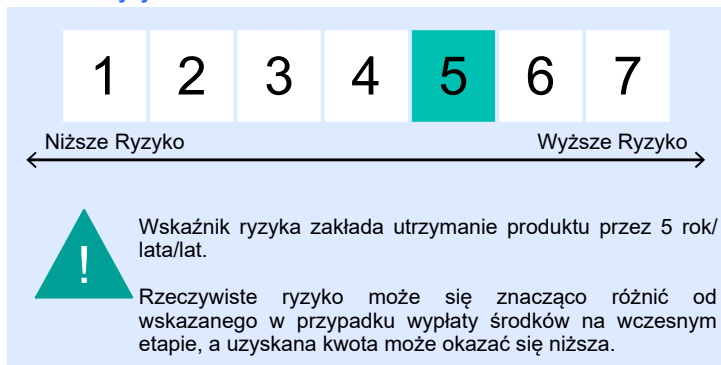 1 2 3 4 5 6 7
Niższe Ryzyko Wyższe Ryzyko
!
Wskaźnik ryzyka zakłada utrzymanie produktu przez 5 rok/
lata/lat.
Rzeczywiste ryzyko może się znacząco różnić od
wskazanego w przypadku wypłaty środków na wczesnym
etapie, a uzyskana kwota może okazać się niższa.